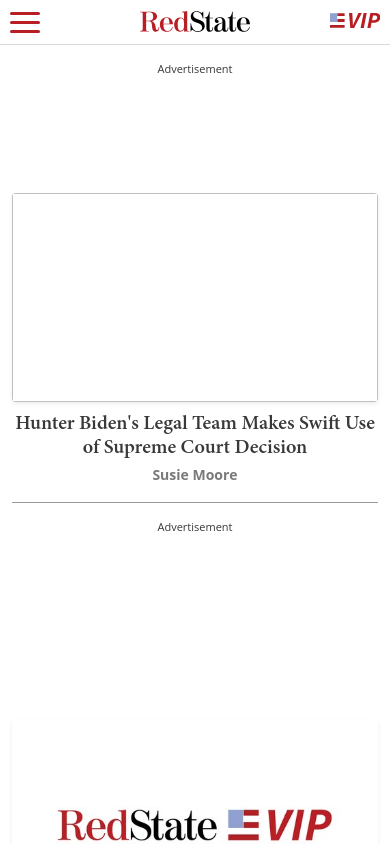 RedState VIP
Advertisement
Hunter Biden's Legal Team Makes Swift Use
of Supreme Court Decision
Susie Moore
Advertisement
RedState VIP